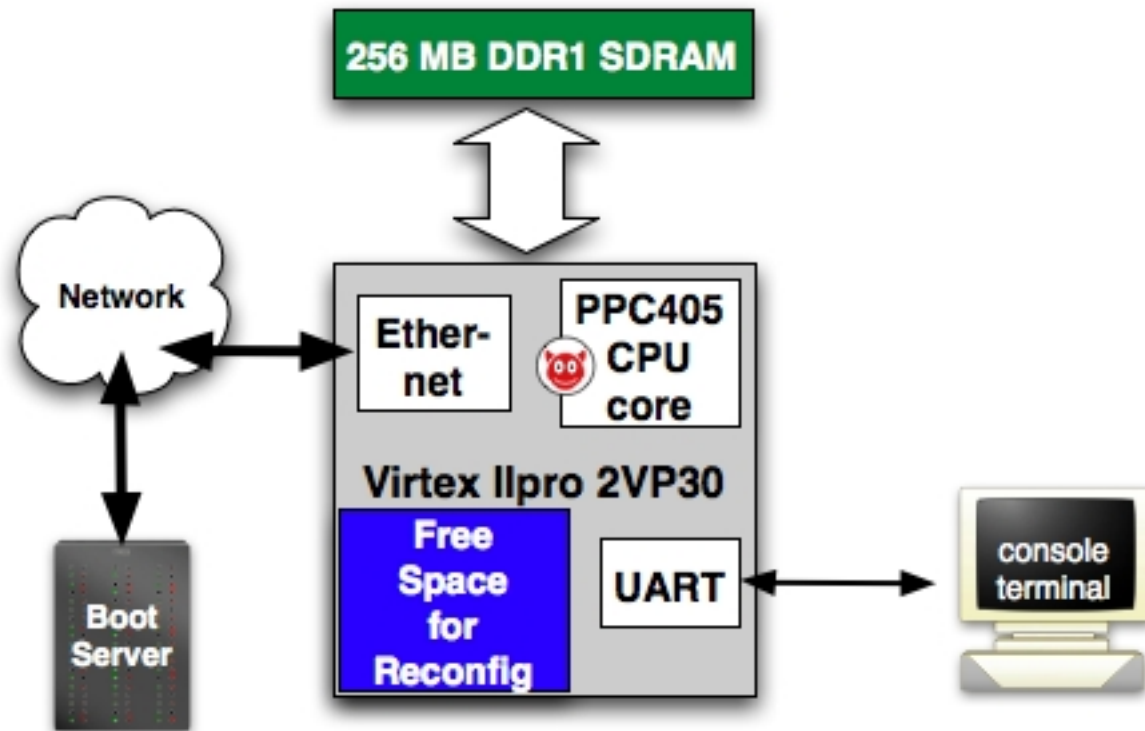 256 MB DDR1 SDRAM
Network
Ether-
net
PPC405
CPU
core
Virtex IIpro 2VP30
Free
Space
for
Reconfig
UART
console
terminal
Boot
Server